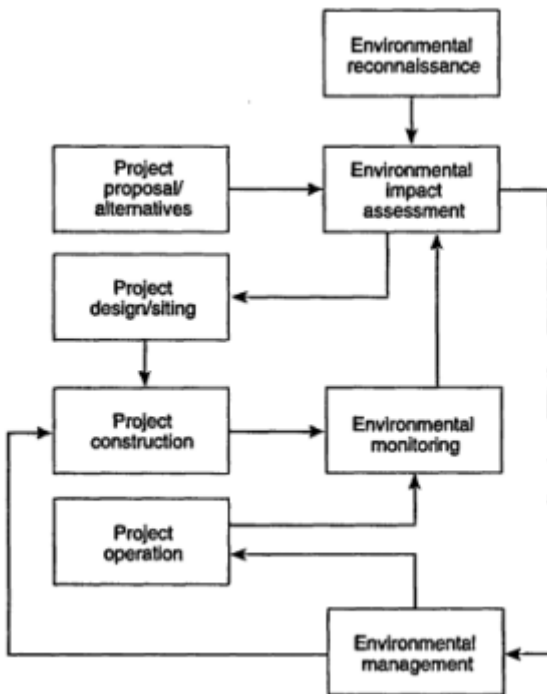 Environmental
reconnaissance
Project
proposal/
alternatives
Environmental
impact
assessment
Project
design/siting
Project
construction
Environmental
monitoring
Project
operation
Environmental
management